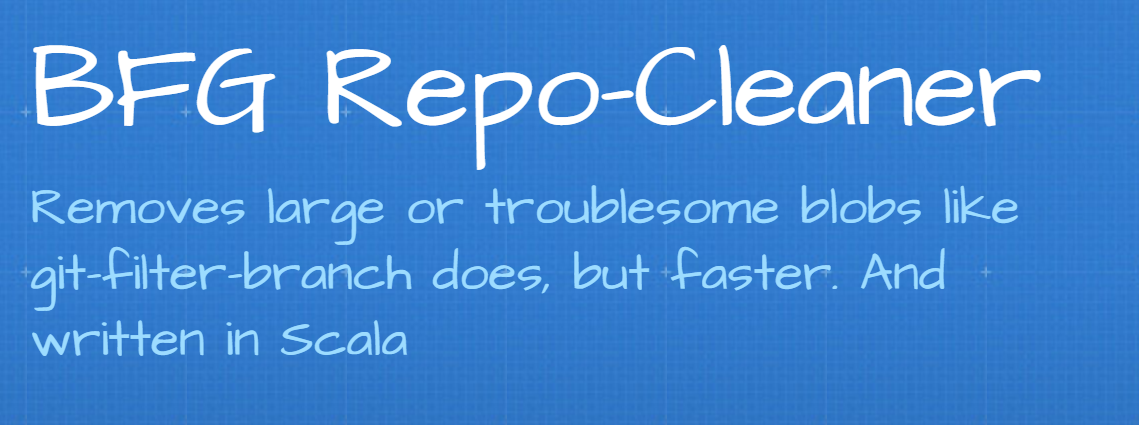 BFG Repo-Cleaner
Removes large or troublesome blobs like
git-filter-branch does, but faster. And
written in Scala